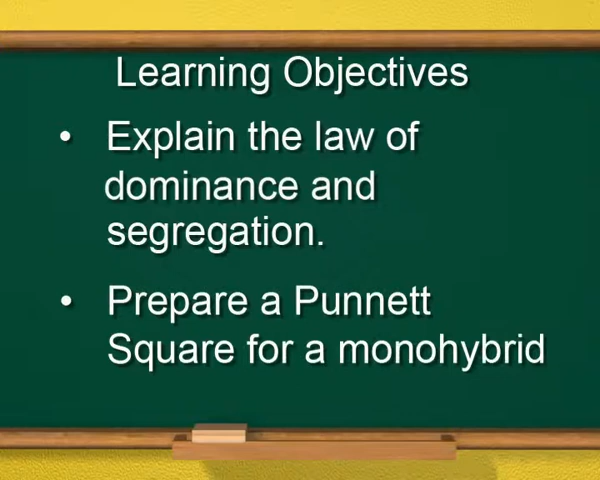 Learning Objectives
• Explain the law of
dominance and
segregation.
• Prepare a Punnett
Square for a monohybrid